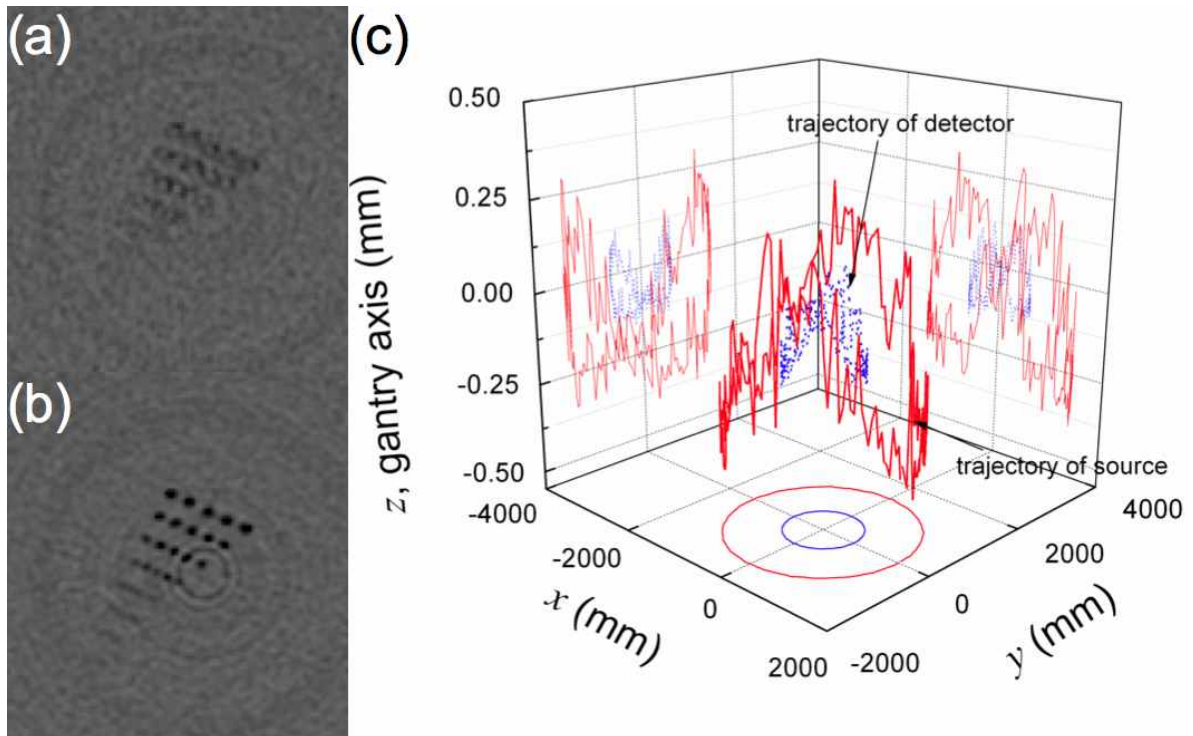 (a)
(b)
(c)
0.50
0.25
0.00
-0.25
-0.50
z, gantry axis (mm)
trajectory of detector
trajectory of source
-4000
-2000
0
2000
x (mm)
-2000
0
2000
4000
y (mm)